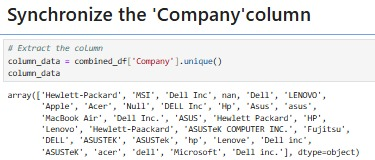 Synchronize the 'Company'column
# Extract the column
column_data = combined_df['Company'].unique()
column_data
array(['Hewlett-Packard', 'MSI', 'Dell Inc', nan, 'Dell', 'LENOVO',
'Apple', 'Acer', 'Null', 'DELL Inc', 'Hp', 'Asus', 'asus',
'MacBook Air', 'Dell Inc.', 'ASUS', 'Hewlett Packard', 'HP',
'Lenovo', 'Hewlett-Paackard', 'ASUSTeK COMPUTER INC.', 'Fujitsu',
'DELL', 'ASUSTEK', 'ASUSTek', 'hp', 'Lenove', 'Dell inc',
'ASUSTeK', 'acer', 'dell', 'Microsoft', 'Dell inc.'], dtype=object)